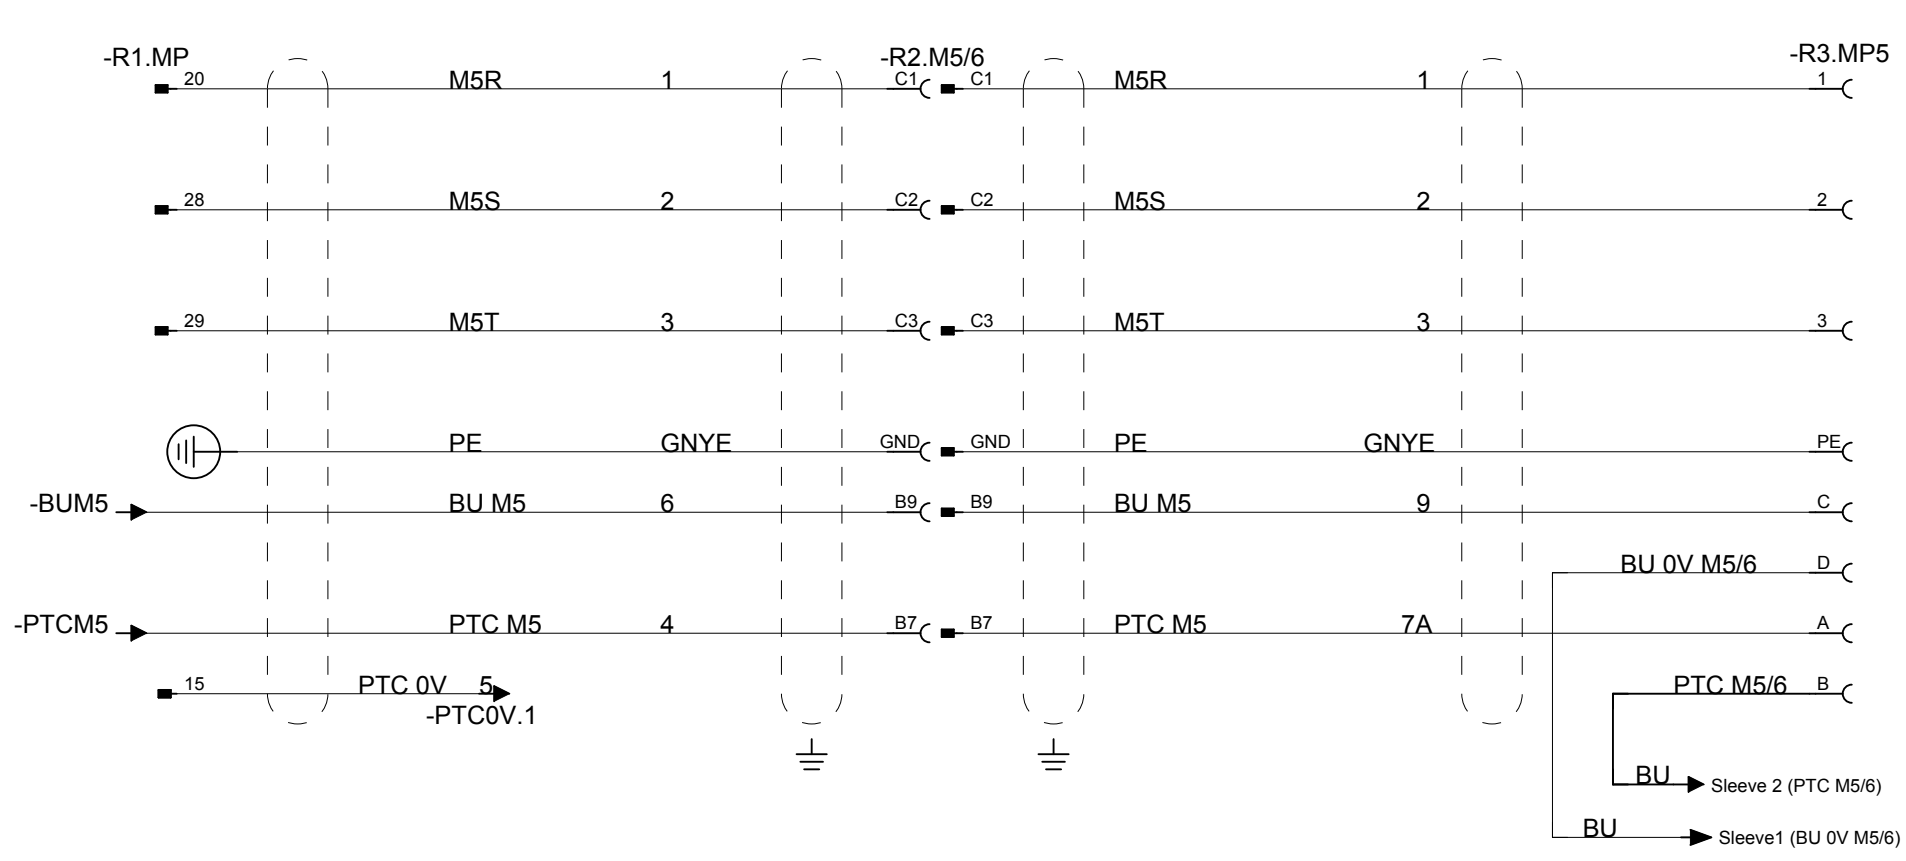 -R1.MP -R2.M5/6 -R3.MP5
20 M5R 1 C1 C1 M5R 1 1
28 M5S 2 C2 C2 M5S 2 2
29 M5T 3 C3 C3 M5T 3 3
PE GNYE GND GND PE GNYE PE
-BUM5 BU M5 6 B9 B9 BU M5 9 C
BU 0V M5/6 D
-PTCM5 PTC M5 4 B7 B7 PTC M5 7A A
15 PTC 0V 5 PTC M5/6 B
-PTC0V.1
BU Sleeve 2 (PTC M5/6)
BU Sleeve1 (BU 0V M5/6)